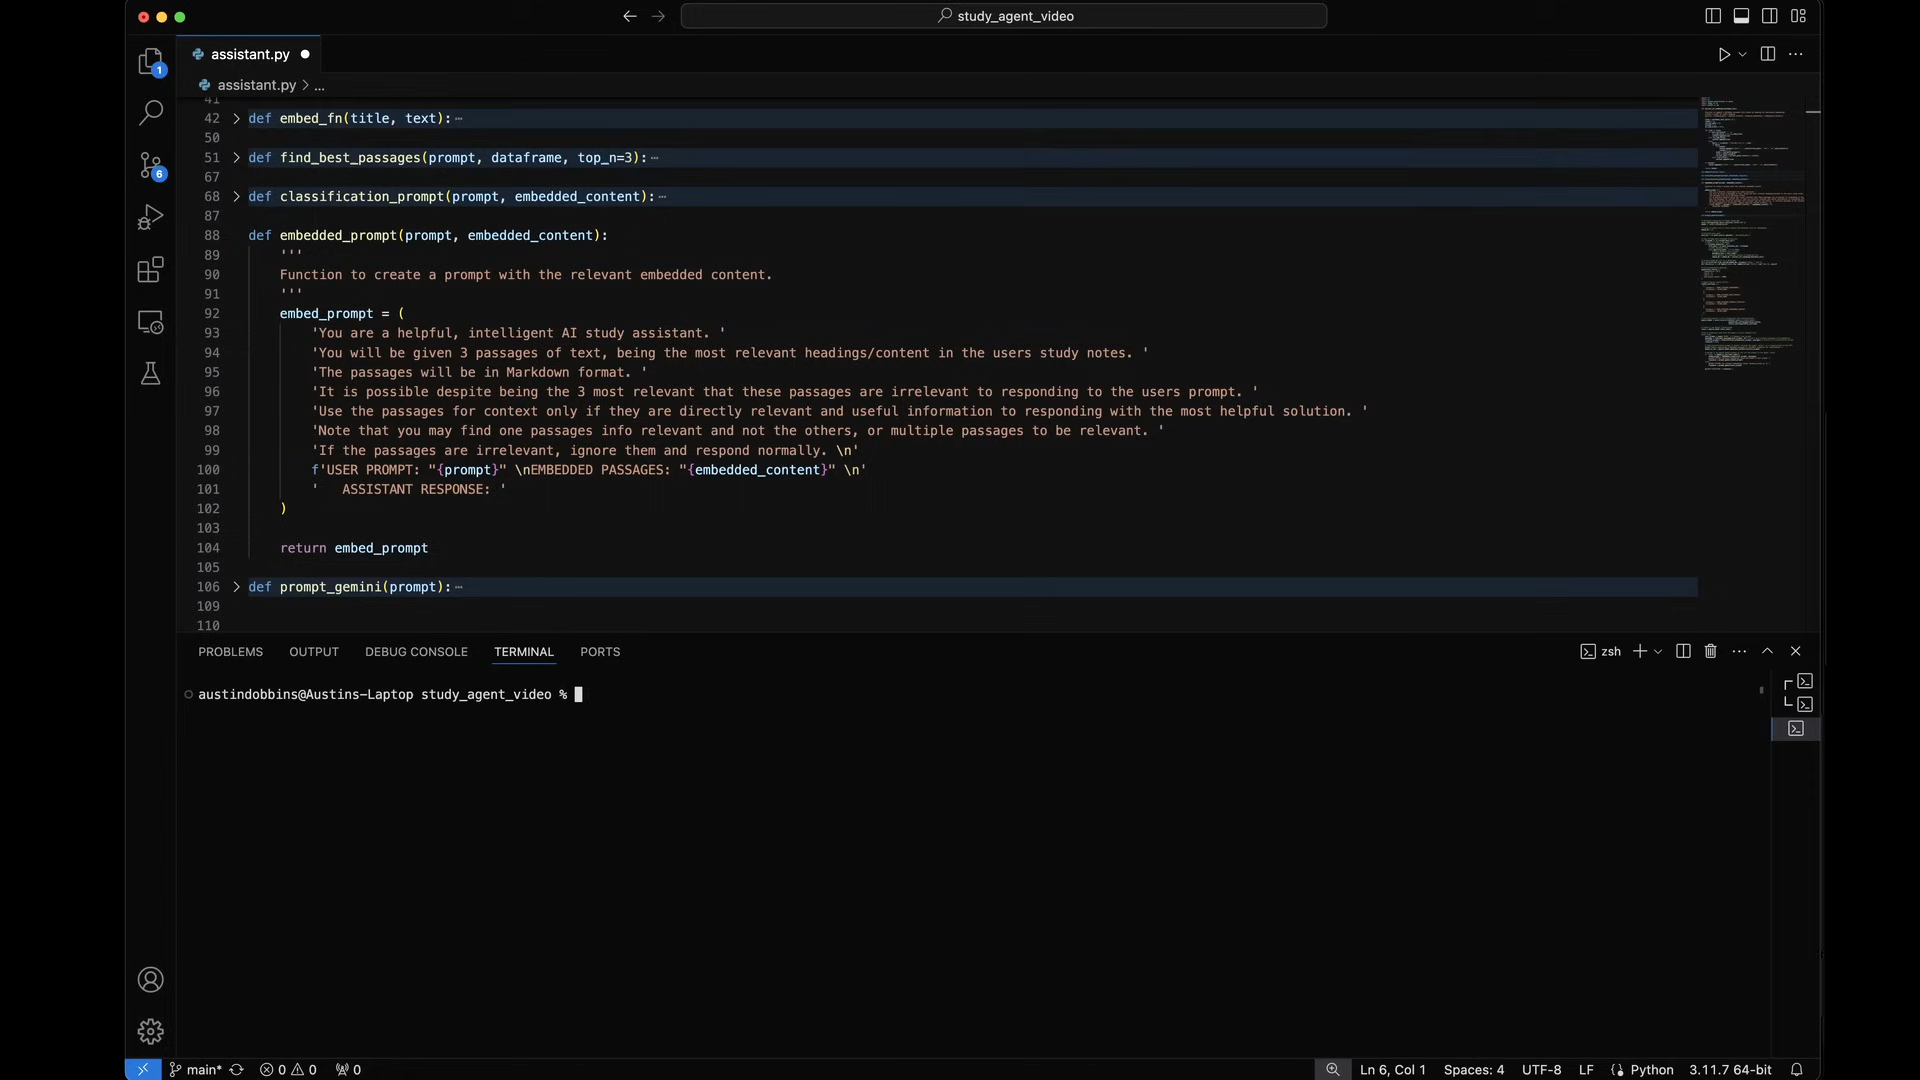 study_agent_video
assistant.py
assistant.py > ...
1
6
41
42 def embed_fn(title, text):
50
51 def find_best_passages(prompt, dataframe, top_n=3):
67
68 def classification_prompt(prompt, embedded_content):
87
88 def embedded_prompt(prompt, embedded_content):
89 '''
90 Function to create a prompt with the relevant embedded content.
91 '''
92 embed_prompt = (
93 'You are a helpful, intelligent AI study assistant. '
94 'You will be given 3 passages of text, being the most relevant headings/content in the users study notes. '
95 'The passages will be in Markdown format. '
96 'It is possible despite being the 3 most relevant that these passages are irrelevant to responding to the users prompt. '
97 'Use the passages for context only if they are directly relevant and useful information to responding with the most helpful solution. '
98 'Note that you may find one passages info relevant and not the others, or multiple passages to be relevant. '
99 'If the passages are irrelevant, ignore them and respond normally. \n'
100 f'USER PROMPT: "{prompt}" \nEMBEDDED PASSAGES: "{embedded_content}" \n'
101 '   ASSISTANT RESPONSE: '
102 )
103
104 return embed_prompt
105
106 def prompt_gemini(prompt):
109
110
PROBLEMS OUTPUT DEBUG CONSOLE TERMINAL PORTS zsh
austindobbins@Austins-Laptop study_agent_video %
main* 0 0 0 Ln 6, Col 1 Spaces: 4 UTF-8 LF Python 3.11.7 64-bit